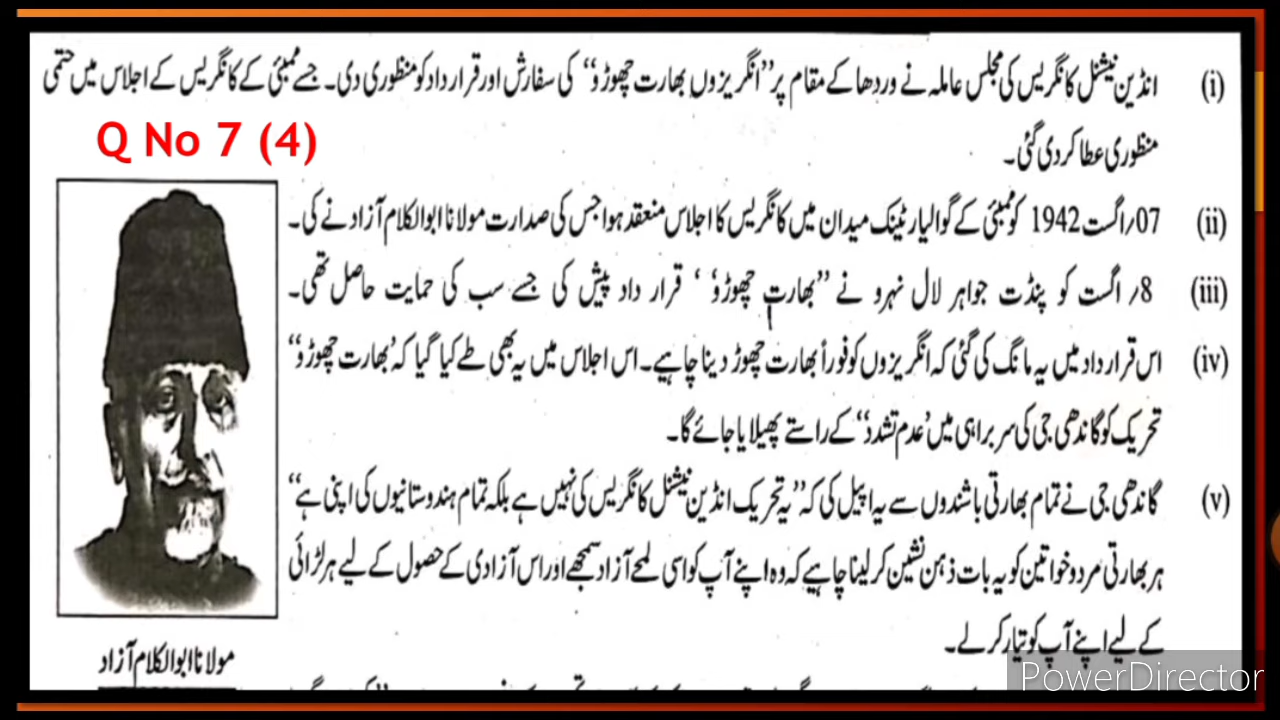 (i) انڈین نیشنل کانگریس کی مجلس عاملہ نے وردھا کے مقام پر "انگریزوں بھارت چھوڑو" کی سفارش اور قرار داد کو منظوری دی۔ جسے ممبئی کے کانگریس کے اجلاس میں حتمی
Q No 7 (4)
منظوری عطا کر دی گئی۔
(ii) 07؍اگست 1942 کو ممبئی کے گوالیار ٹینک میدان میں کانگریس کا اجلاس منعقد ہوا جس کی صدارت مولانا ابوالکلام آزاد نے کی۔
(iii) 8؍ اگست کو پنڈت جواہر لال نہرو نے "بھارت چھوڑو' ' قرار داد پیش کی جسے سب کی حمایت حاصل تھی۔
(iv) اس قرار داد میں یہ مانگ کی گئی کہ انگریزوں کو فوراً بھارت چھوڑ دینا چاہیے۔ اس اجلاس میں یہ بھی طے کیا گیا کہ 'بھارت چھوڑو"
تحریک کو گاندھی جی کی سربراہی میں 'عدم تشدد" کے راستے پھیلایا جائے گا۔
(v) گاندھی جی نے تمام بھارتی باشندوں سے یہ اپیل کی کہ "یہ تحریک انڈین نیشنل کانگریس کی نہیں ہے بلکہ تمام ہندوستانیوں کی اپنی ہے"
ہر بھارتی مرد و خواتین کو یہ بات ذہن نشین کر لینا چاہیے کہ وہ اپنے آپ کو اسی لمحے آزاد سمجھے اور اس آزادی کے حصول کے لیے ہر لڑائی
کے لیے اپنے آپ کو تیار کر لے۔
مولانا ابوالکلام آزاد
PowerDirector